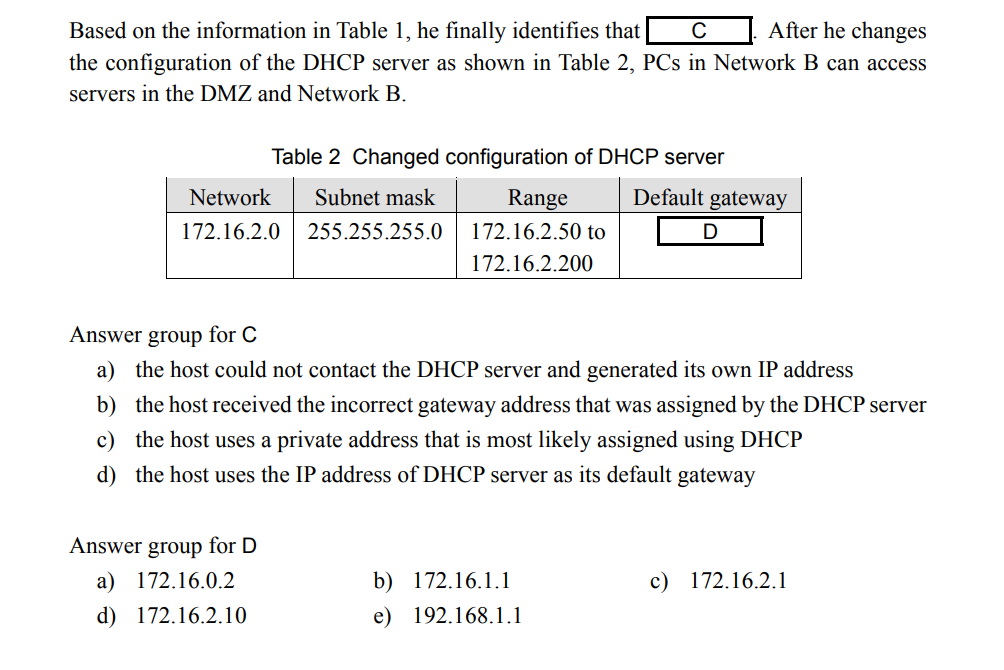 Based on the information in Table 1, he finally identifies that C . After he changes
the configuration of the DHCP server as shown in Table 2, PCs in Network B can access
servers in the DMZ and Network B.
Table 2 Changed configuration of DHCP server
Network Subnet mask Range Default gateway
172.16.2.0 255.255.255.0 172.16.2.50 to D
172.16.2.200
Answer group for C
a) the host could not contact the DHCP server and generated its own IP address
b) the host received the incorrect gateway address that was assigned by the DHCP server
c) the host uses a private address that is most likely assigned using DHCP
d) the host uses the IP address of DHCP server as its default gateway
Answer group for D
a) 172.16.0.2 b) 172.16.1.1 c) 172.16.2.1
d) 172.16.2.10 e) 192.168.1.1